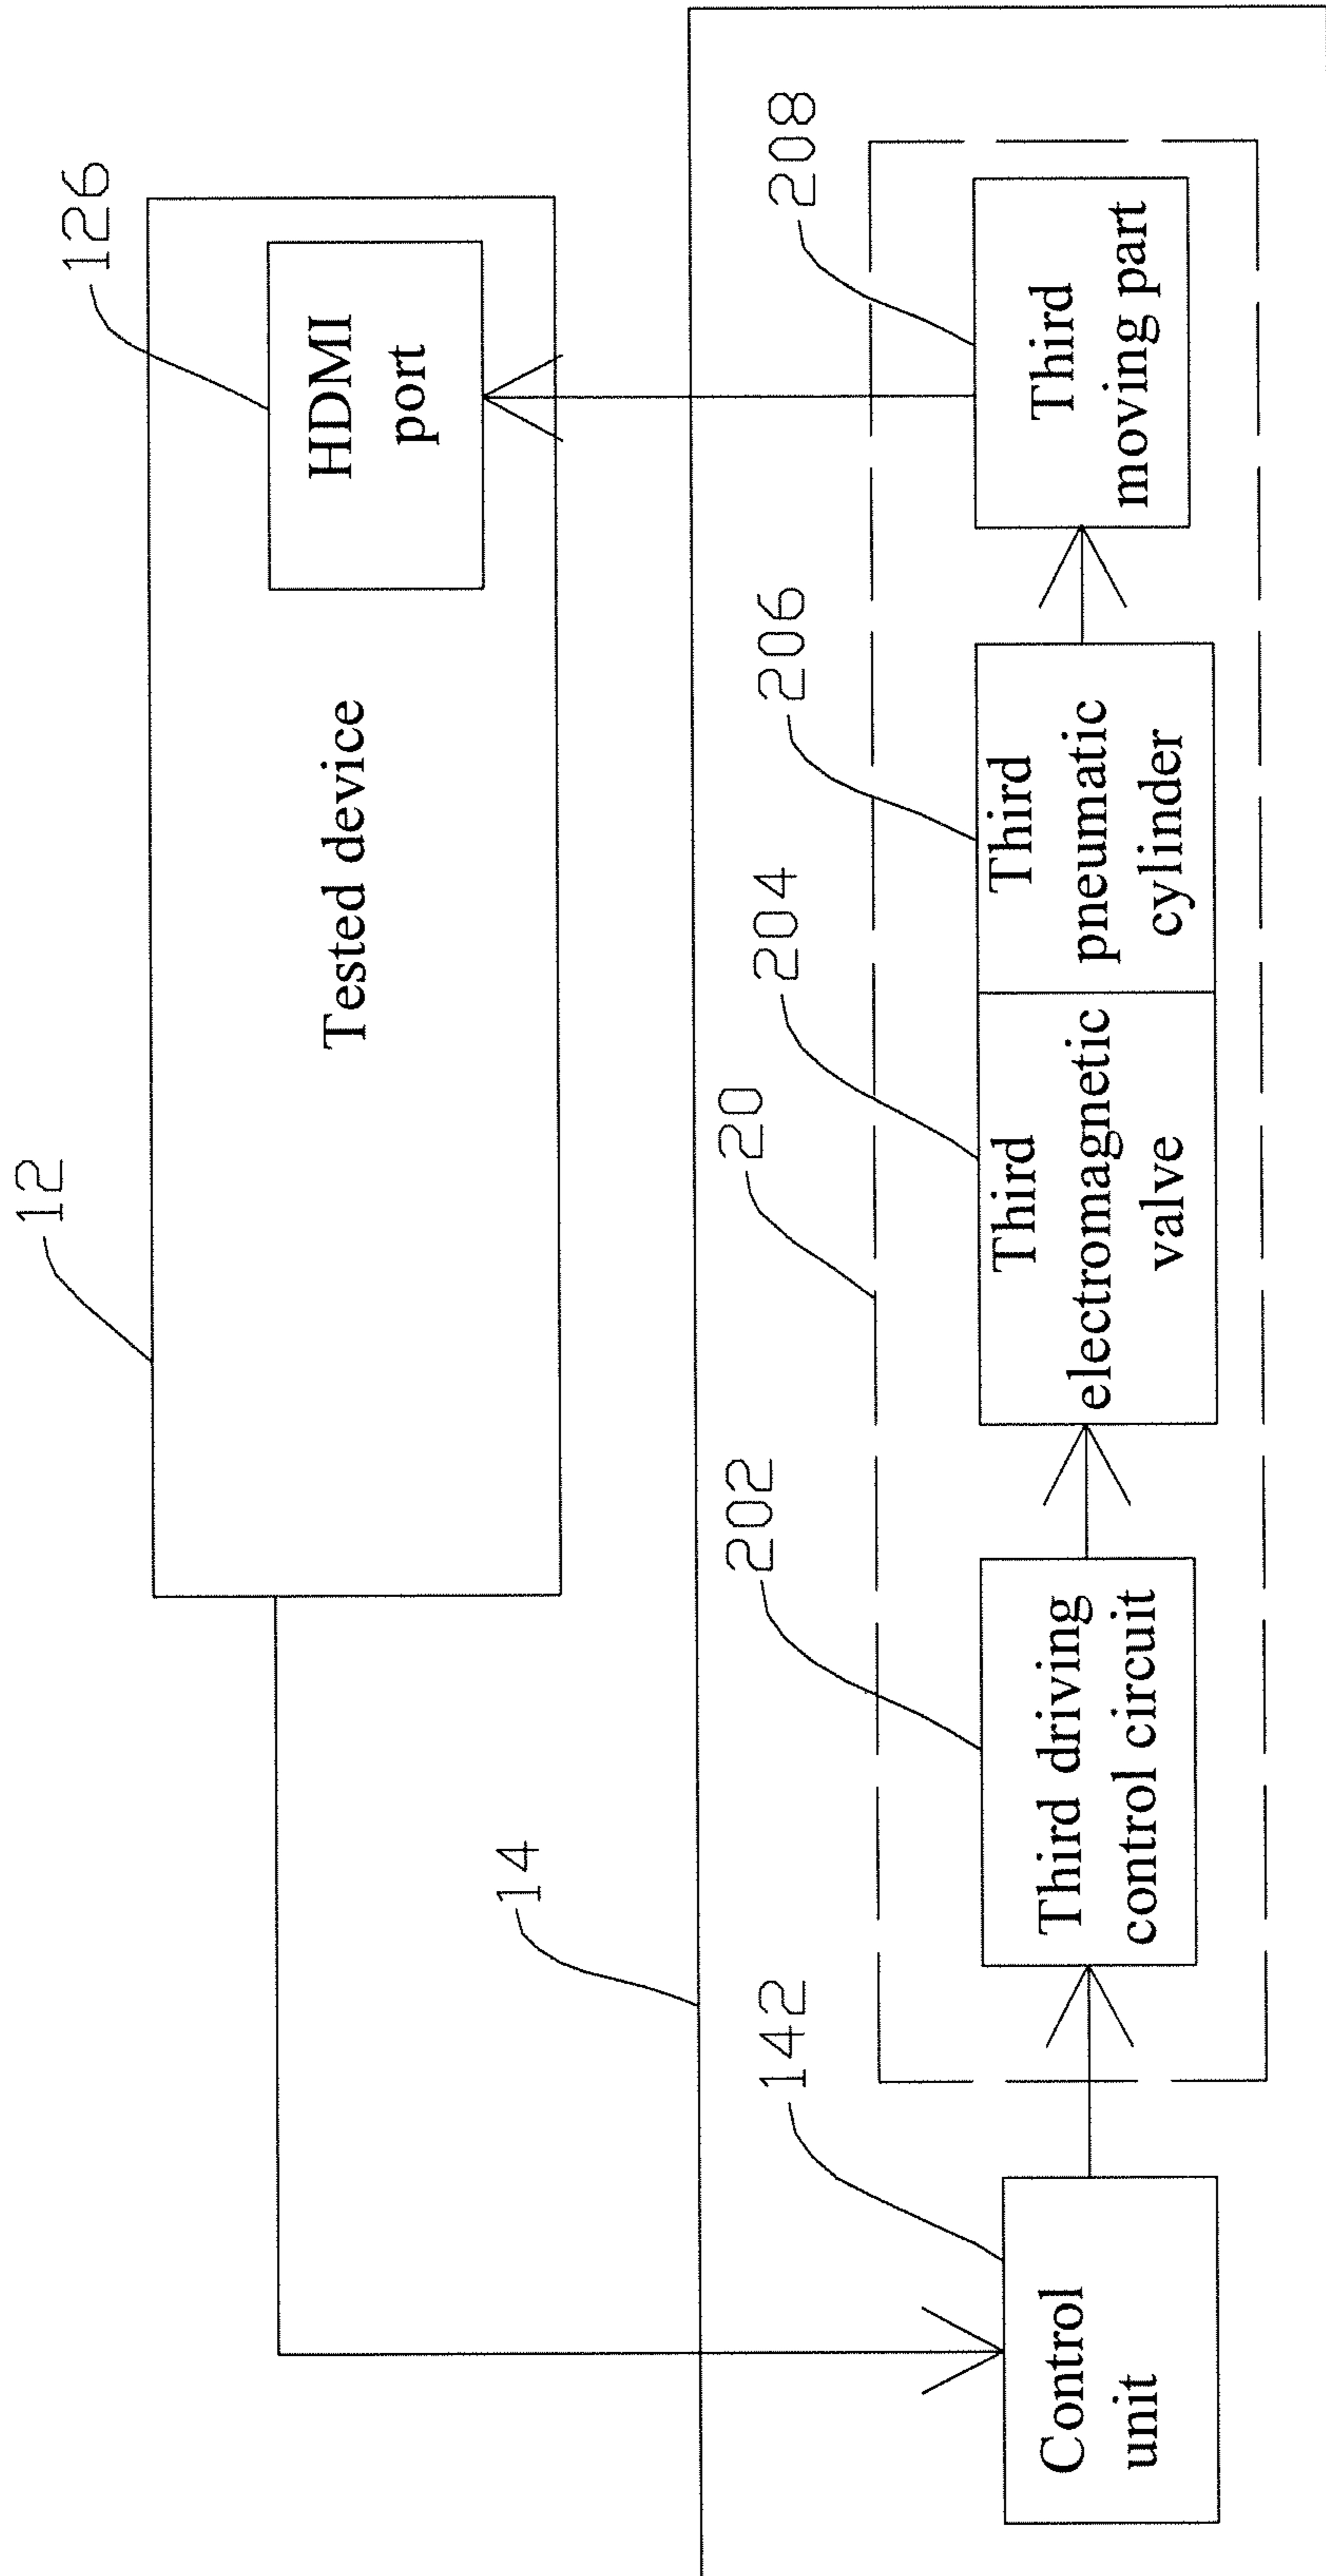 12
126
HDMI
port
Tested device
14
20
142
Control
unit
202
Third driving
control circuit
204
Third
electromagnetic
valve
206
Third
pneumatic
cylinder
208
Third
moving part